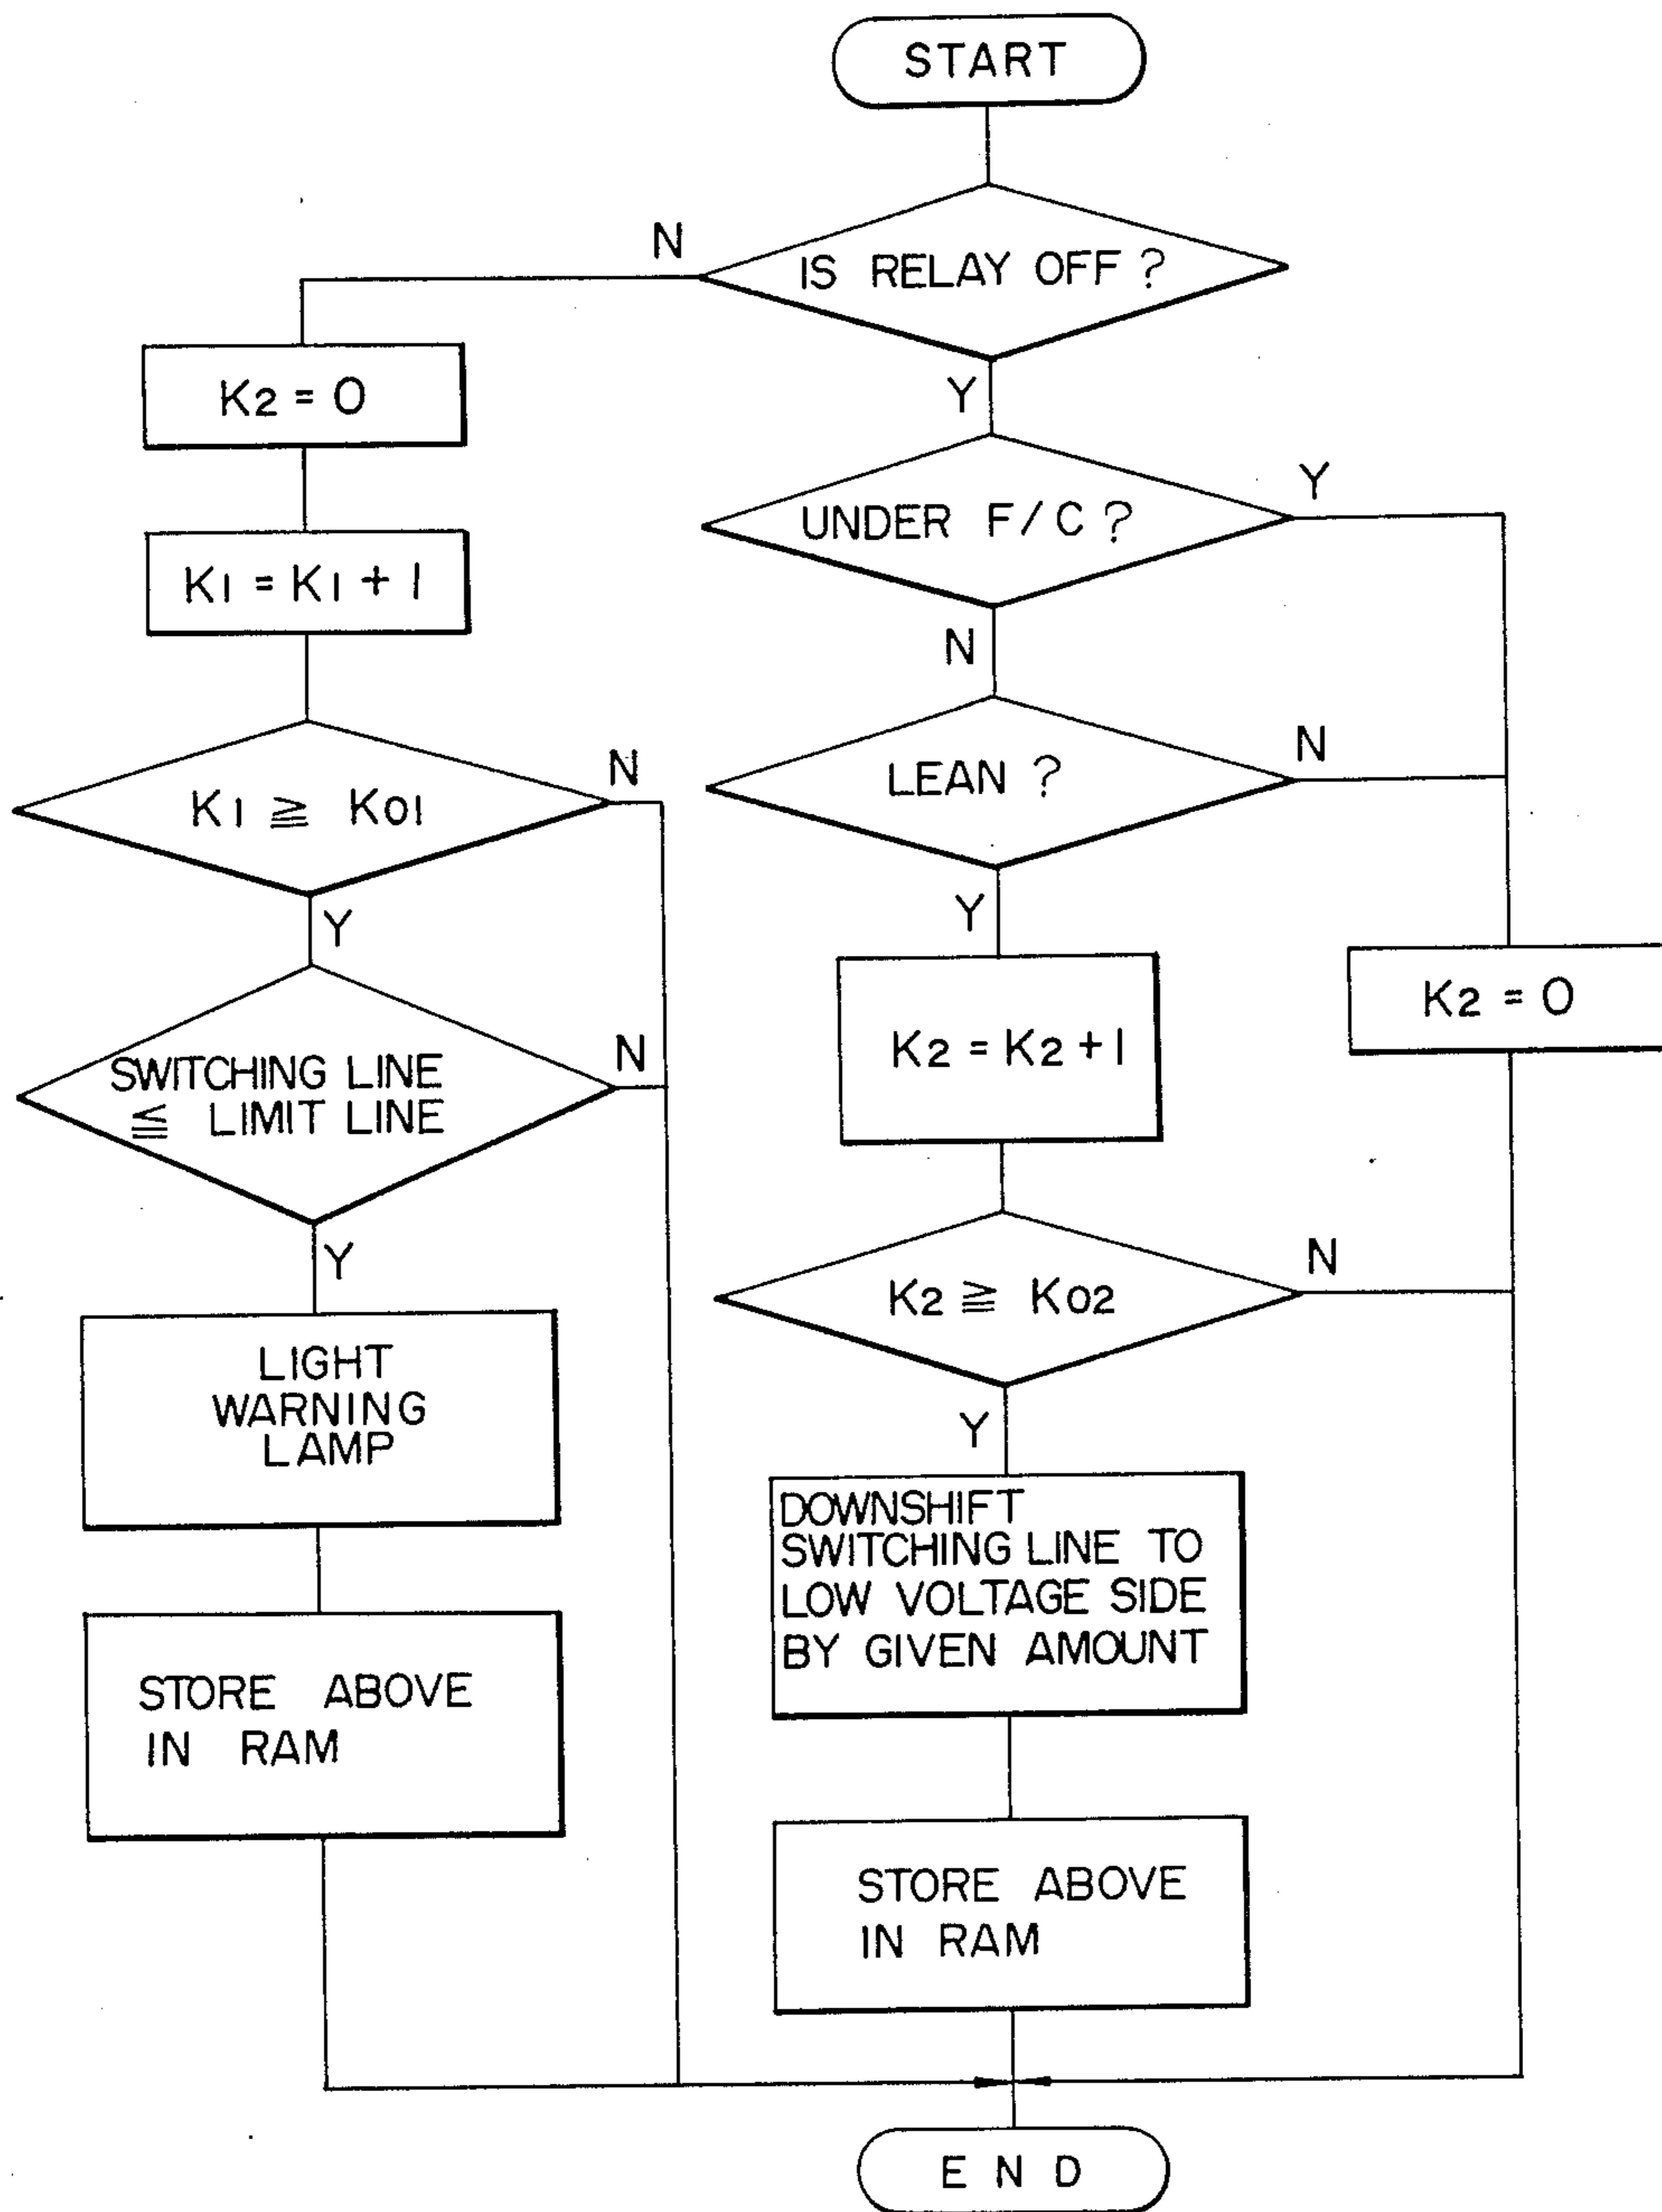 START
IS RELAY OFF ?
N
Y
K2 = 0
K1 = K1 + 1
K1 ≧ K01
N
Y
SWITCHING LINE
≦ LIMIT LINE
N
Y
LIGHT
WARNING
LAMP
STORE ABOVE
IN RAM
UNDER F/C ?
Y
N
LEAN ?
N
Y
K2 = K2 + 1
K2 = 0
K2 ≧ K02
N
Y
DOWNSHIFT
SWITCHING LINE TO
LOW VOLTAGE SIDE
BY GIVEN AMOUNT
STORE ABOVE
IN RAM
END